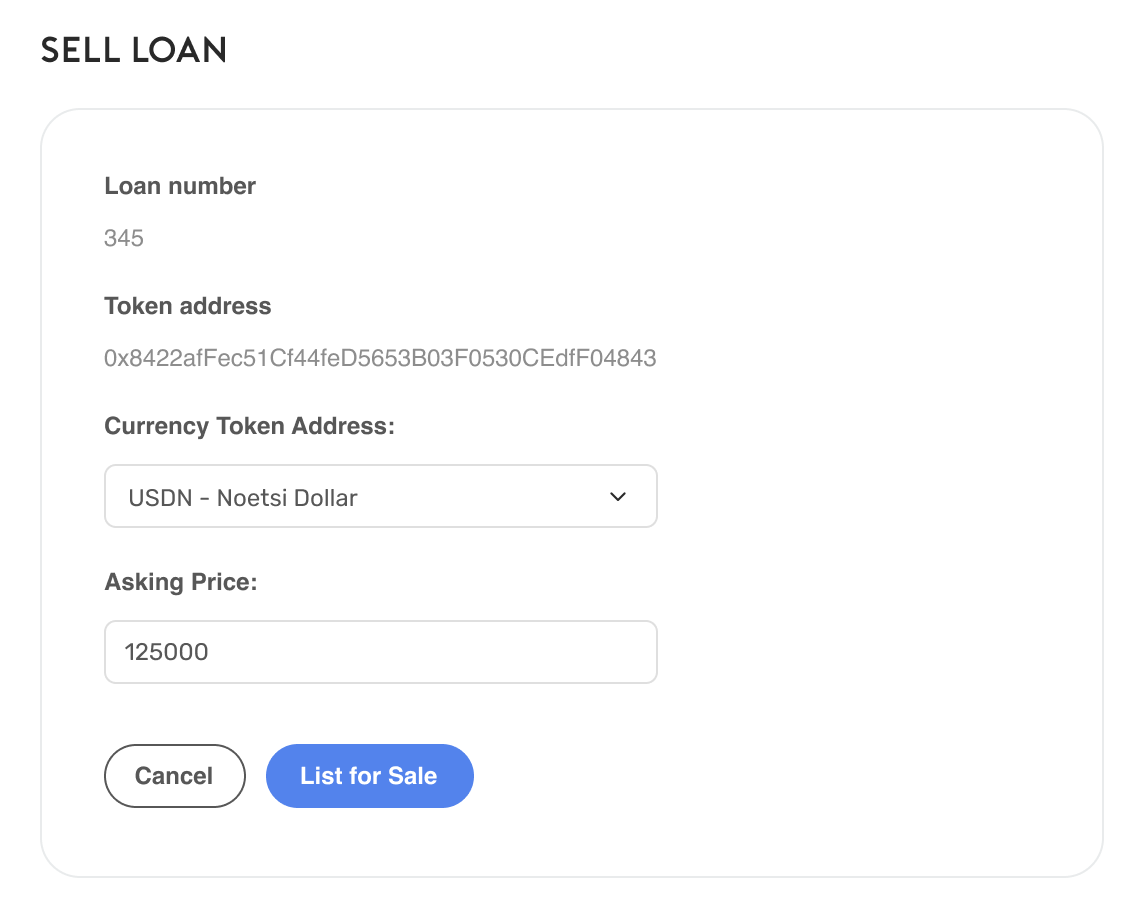 SELL LOAN
Loan number
345
Token address
0x8422afFec51Cf44feD5653B03F0530CEdfF04843
Currency Token Address:
USDN - Noetsi Dollar
Asking Price:
125000
Cancel
List for Sale